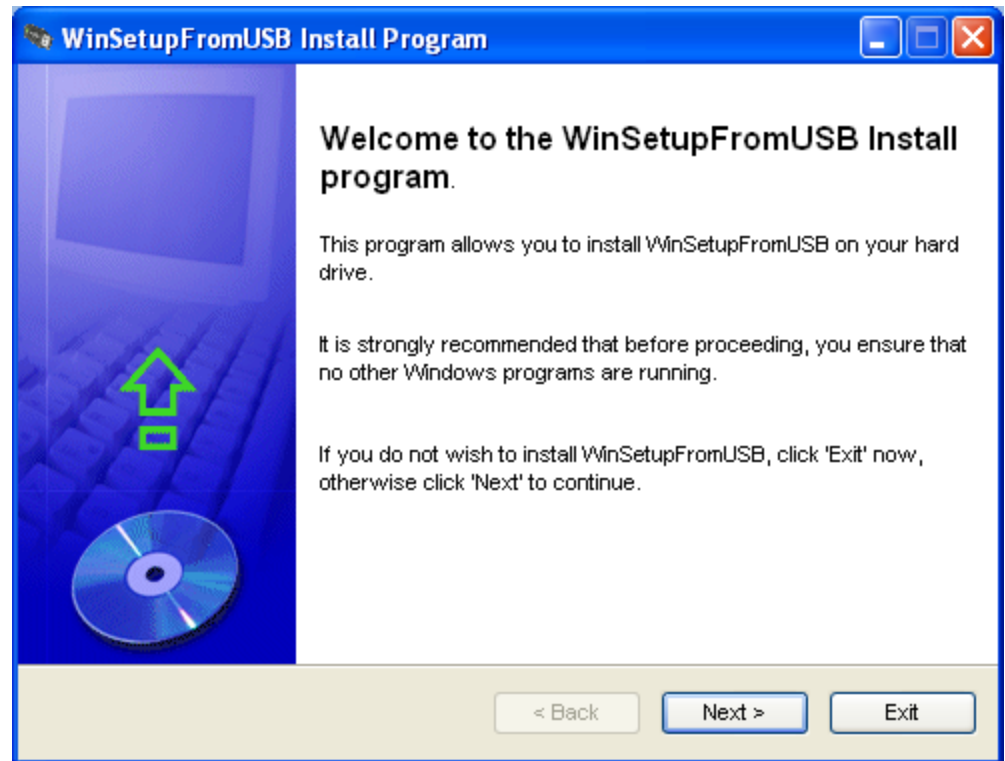 WinSetupFromUSB Install Program
Welcome to the WinSetupFromUSB Install
program.
This program allows you to install WinSetupFromUSB on your hard
drive.
It is strongly recommended that before proceeding, you ensure that
no other Windows programs are running.
If you do not wish to install WinSetupFromUSB, click 'Exit' now,
otherwise click 'Next' to continue.
< Back Next > Exit